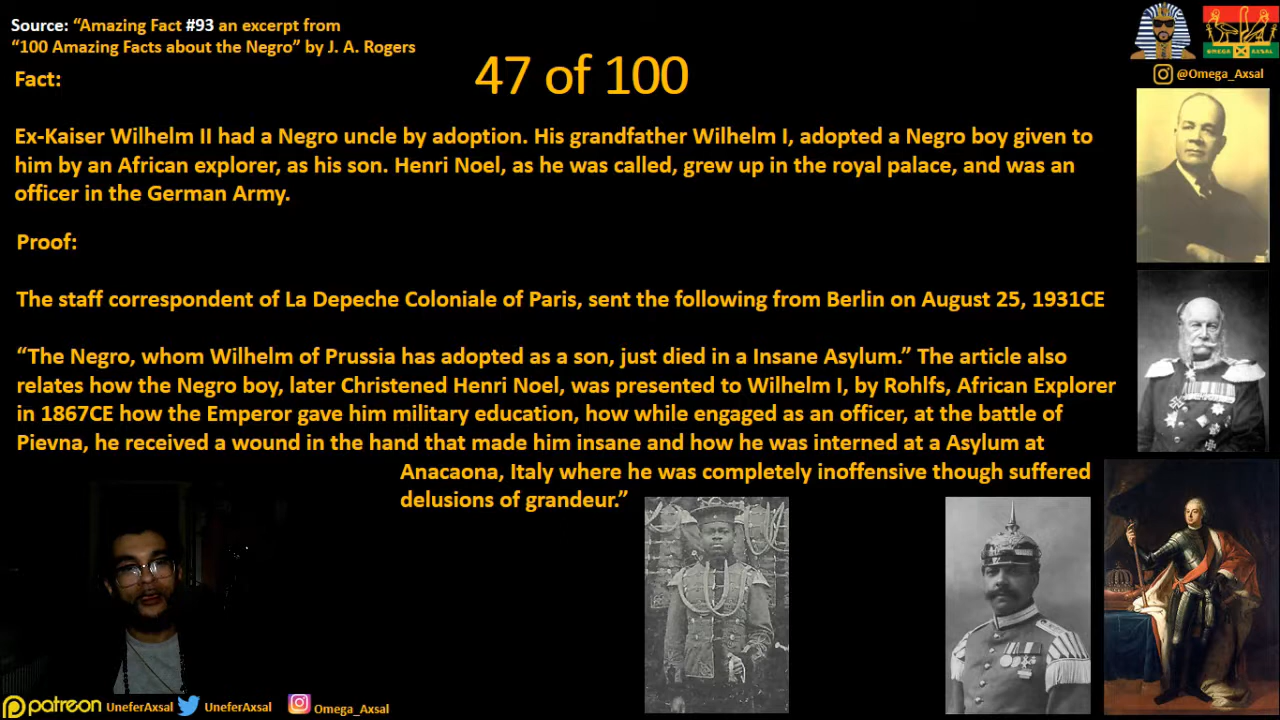 Source: “Amazing Fact #93 an excerpt from
“100 Amazing Facts about the Negro” by J. A. Rogers
Fact:
47 of 100
@Omega_Axsal
OMEGA AXSAL
Ex-Kaiser Wilhelm II had a Negro uncle by adoption. His grandfather Wilhelm I, adopted a Negro boy given to
him by an African explorer, as his son. Henri Noel, as he was called, grew up in the royal palace, and was an
officer in the German Army.
Proof:
The staff correspondent of La Depeche Coloniale of Paris, sent the following from Berlin on August 25, 1931CE
“The Negro, whom Wilhelm of Prussia has adopted as a son, just died in a Insane Asylum.” The article also
relates how the Negro boy, later Christened Henri Noel, was presented to Wilhelm I, by Rohlfs, African Explorer
in 1867CE how the Emperor gave him military education, how while engaged as an officer, at the battle of
Pievna, he received a wound in the hand that made him insane and how he was interned at a Asylum at
Anacaona, Italy where he was completely inoffensive though suffered
delusions of grandeur.”
patreon UneferAxsal UneferAxsal Omega_Axsal